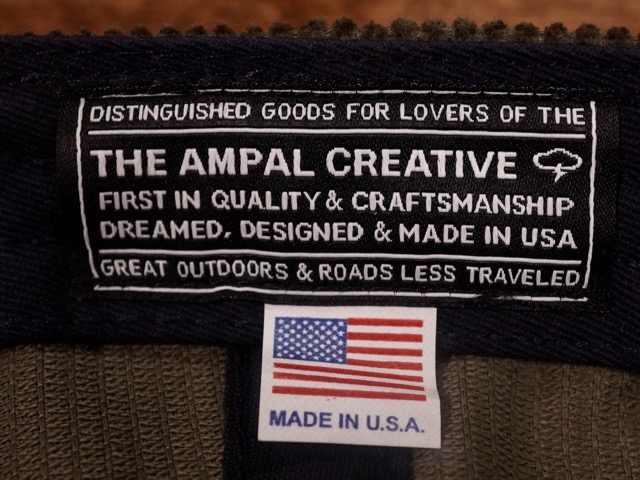 DISTINGUISHED GOODS FOR LOVERS OF THE
THE AMPAL CREATIVE
FIRST IN QUALITY & CRAFTSMANSHIP
DREAMED, DESIGNED & MADE IN USA
GREAT OUTDOORS & ROADS LESS TRAVELED
MADE IN U.S.A.